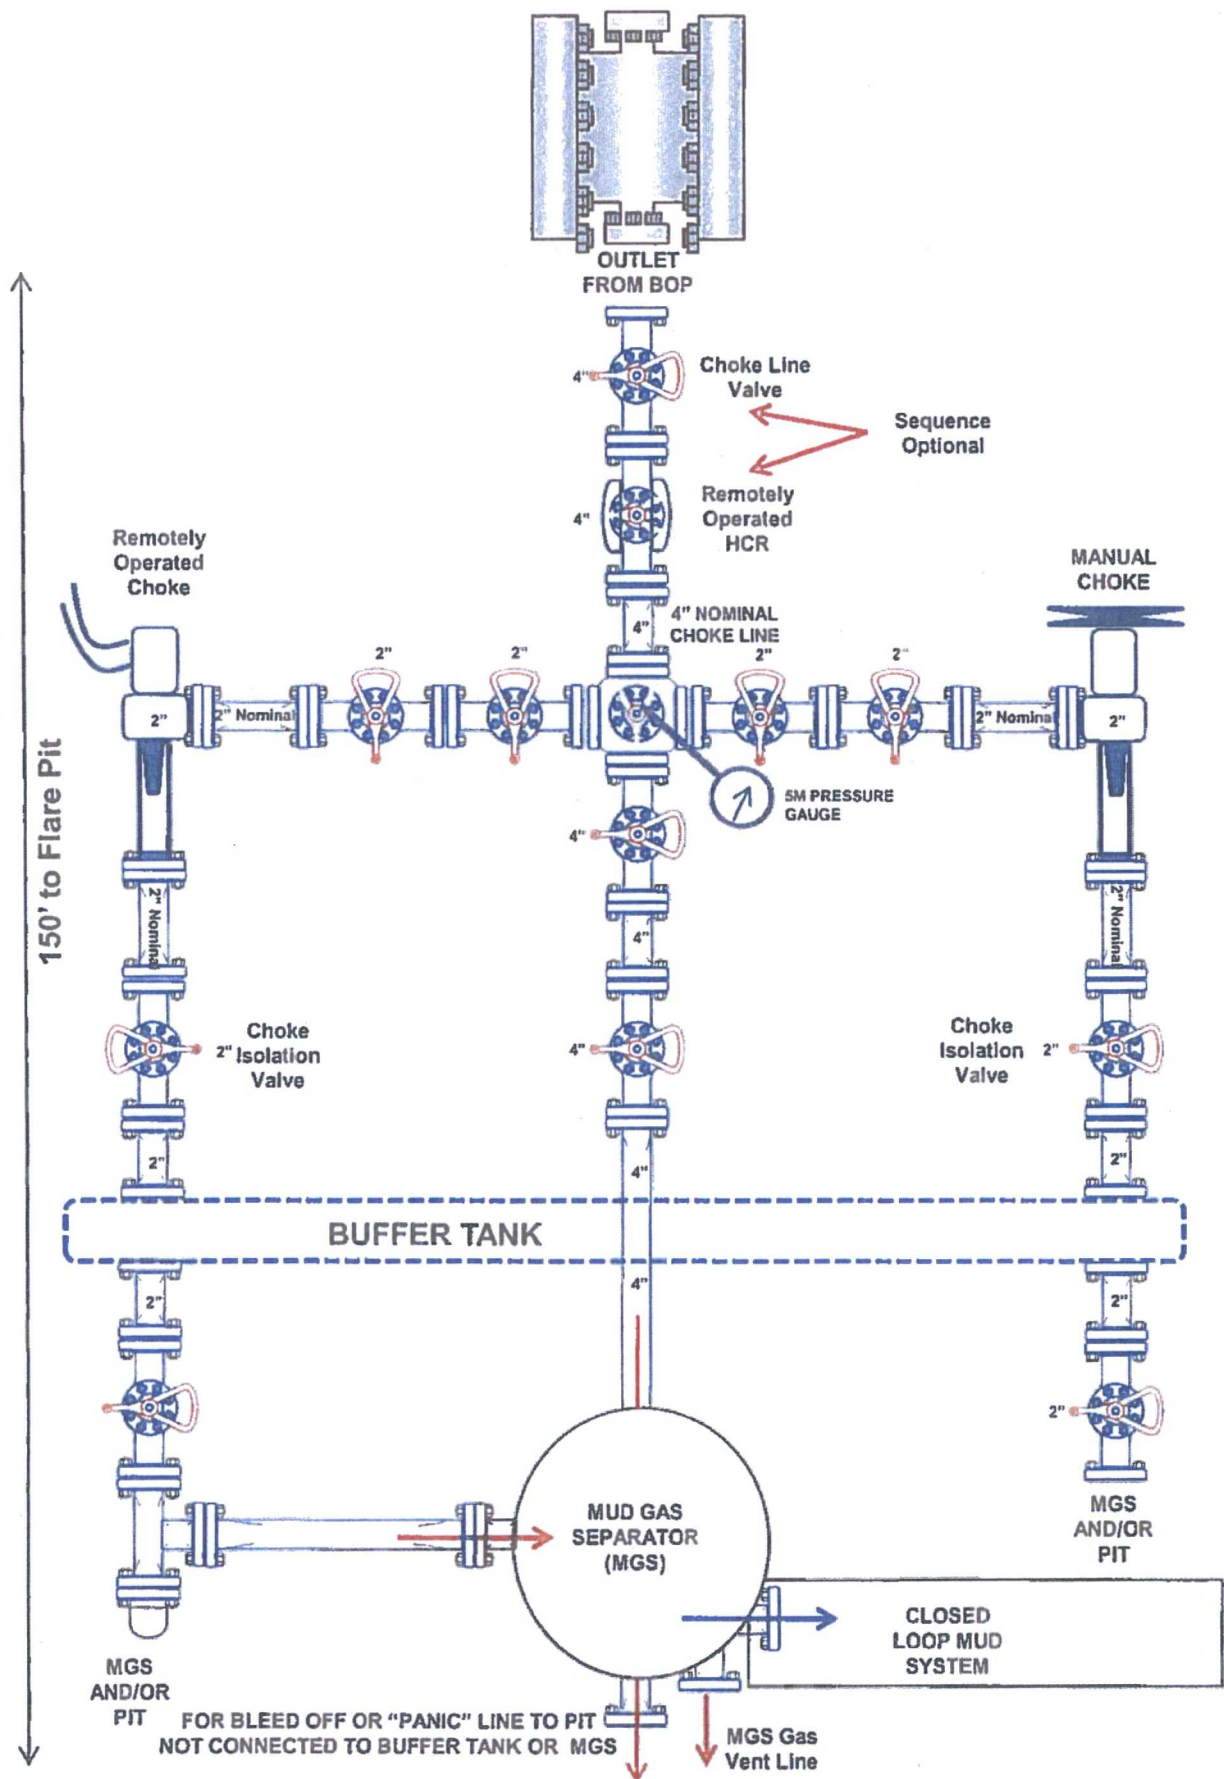 OUTLET
FROM BOP
4"
Choke Line
Valve
Sequence
Optional
4"
Remotely
Operated
HCR
Remotely
Operated
Choke
MANUAL
CHOKE
4"
4" NOMINAL
CHOKE LINE
2"
2"
2"
2"
2"
2" Nominal
2" Nominal
2"
5M PRESSURE
GAUGE
4"
150' to Flare Pit
2" Nominal
4"
2" Nominal
2"
Choke
Isolation
Valve
4"
Choke
Isolation
Valve
2"
2"
4"
2"
BUFFER TANK
2"
4"
2"
2"
MUD GAS
SEPARATOR
(MGS)
MGS
AND/OR
PIT
CLOSED
LOOP MUD
SYSTEM
MGS
AND/OR
PIT
FOR BLEED OFF OR "PANIC" LINE TO PIT
NOT CONNECTED TO BUFFER TANK OR MGS
MGS Gas
Vent Line